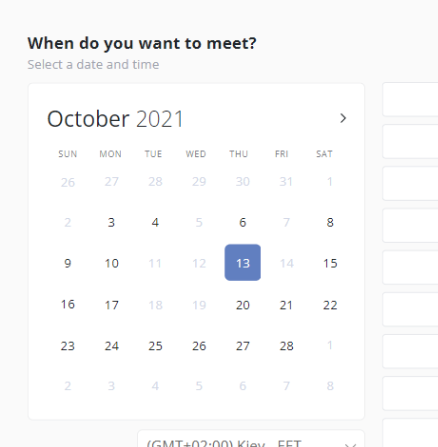 When do you want to meet?
Select a date and time
October 2021 >
SUN MON TUE WED THU FRI SAT
26 27 28 29 30 31 1
2 3 4 5 6 7 8
9 10 11 12 13 14 15
16 17 18 19 20 21 22
23 24 25 26 27 28 1
2 3 4 5 6 7 8
(GMT+02:00) Kiev - EET